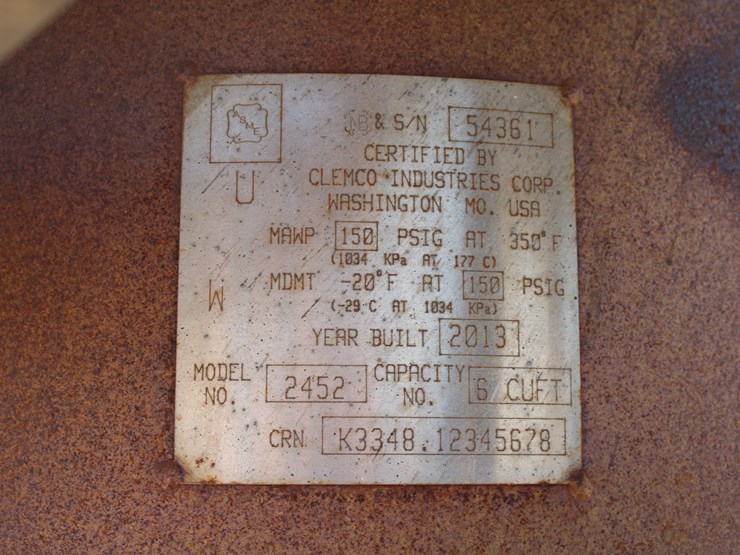 ASME
NB & S/N 54361
CERTIFIED BY
U
CLEMCO INDUSTRIES CORP.
WASHINGTON MO. USA
MAWP 150 PSIG AT 350°F
(1034 KPa AT 177 C)
W
MDMT -20°F AT 150 PSIG
(-29 C AT 1034 KPa)
YEAR BUILT 2013
MODEL NO. 2452 CAPACITY NO. 6 CUFT
CRN K3348.12345678